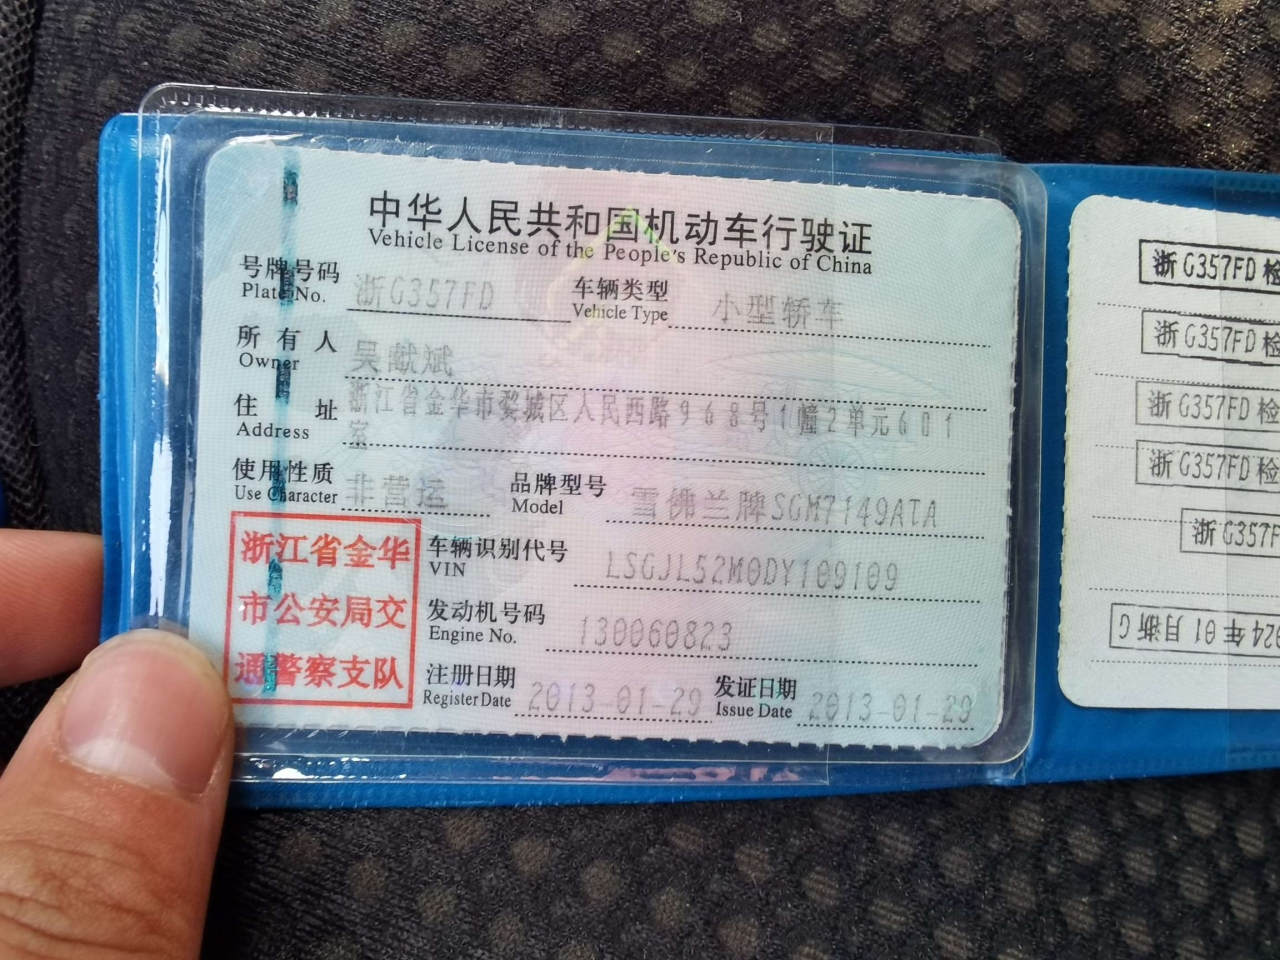 中华人民共和国机动车行驶证
Vehicle License of the People's Republic of China
号牌号码 浙G357FD 车辆类型 小型轿车
Plate No. Vehicle Type
所有人 吴献斌
Owner
住址 浙江省金华市婺城区人民西路968号1幢2单元601
Address 室
使用性质 非营运 品牌型号 雪佛兰牌SGM7149ATA
Use Character Model
浙江省金华
市公安局交
通警察支队
车辆识别代号 LSGJL52M0DY109109
VIN
发动机号码 130060823
Engine No.
注册日期 2013-01-29 发证日期 2013-01-29
Register Date Issue Date
浙G357FD检
浙G357FD检
浙G357FD检
浙G357FD检
浙G357F
24年01月浙G